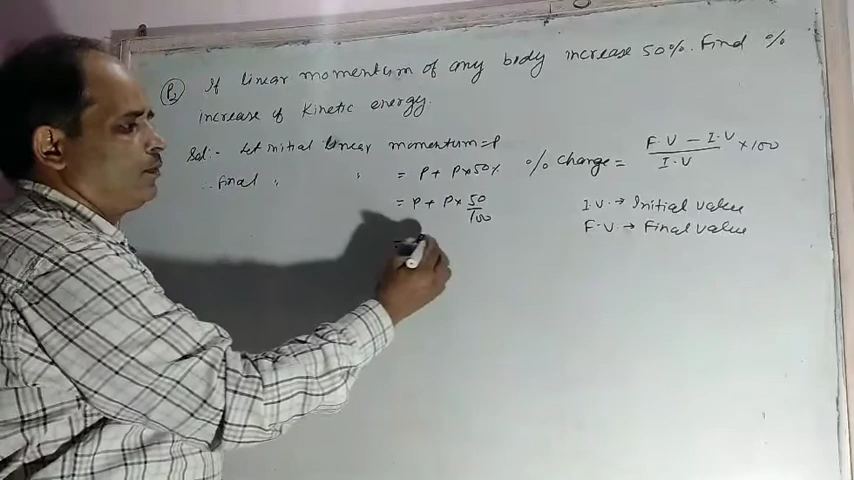 P2 If Linear momentum of any body increase 50%. Find %
increase of Kinetic energy.
Sol:- Let initial Linear momentum = P
∴ Final " " = P + P×50%
= P + P× 50/100
=
% Change = F.V - I.V / I.V ×100
I.V. → Initial value
F.V → Final value